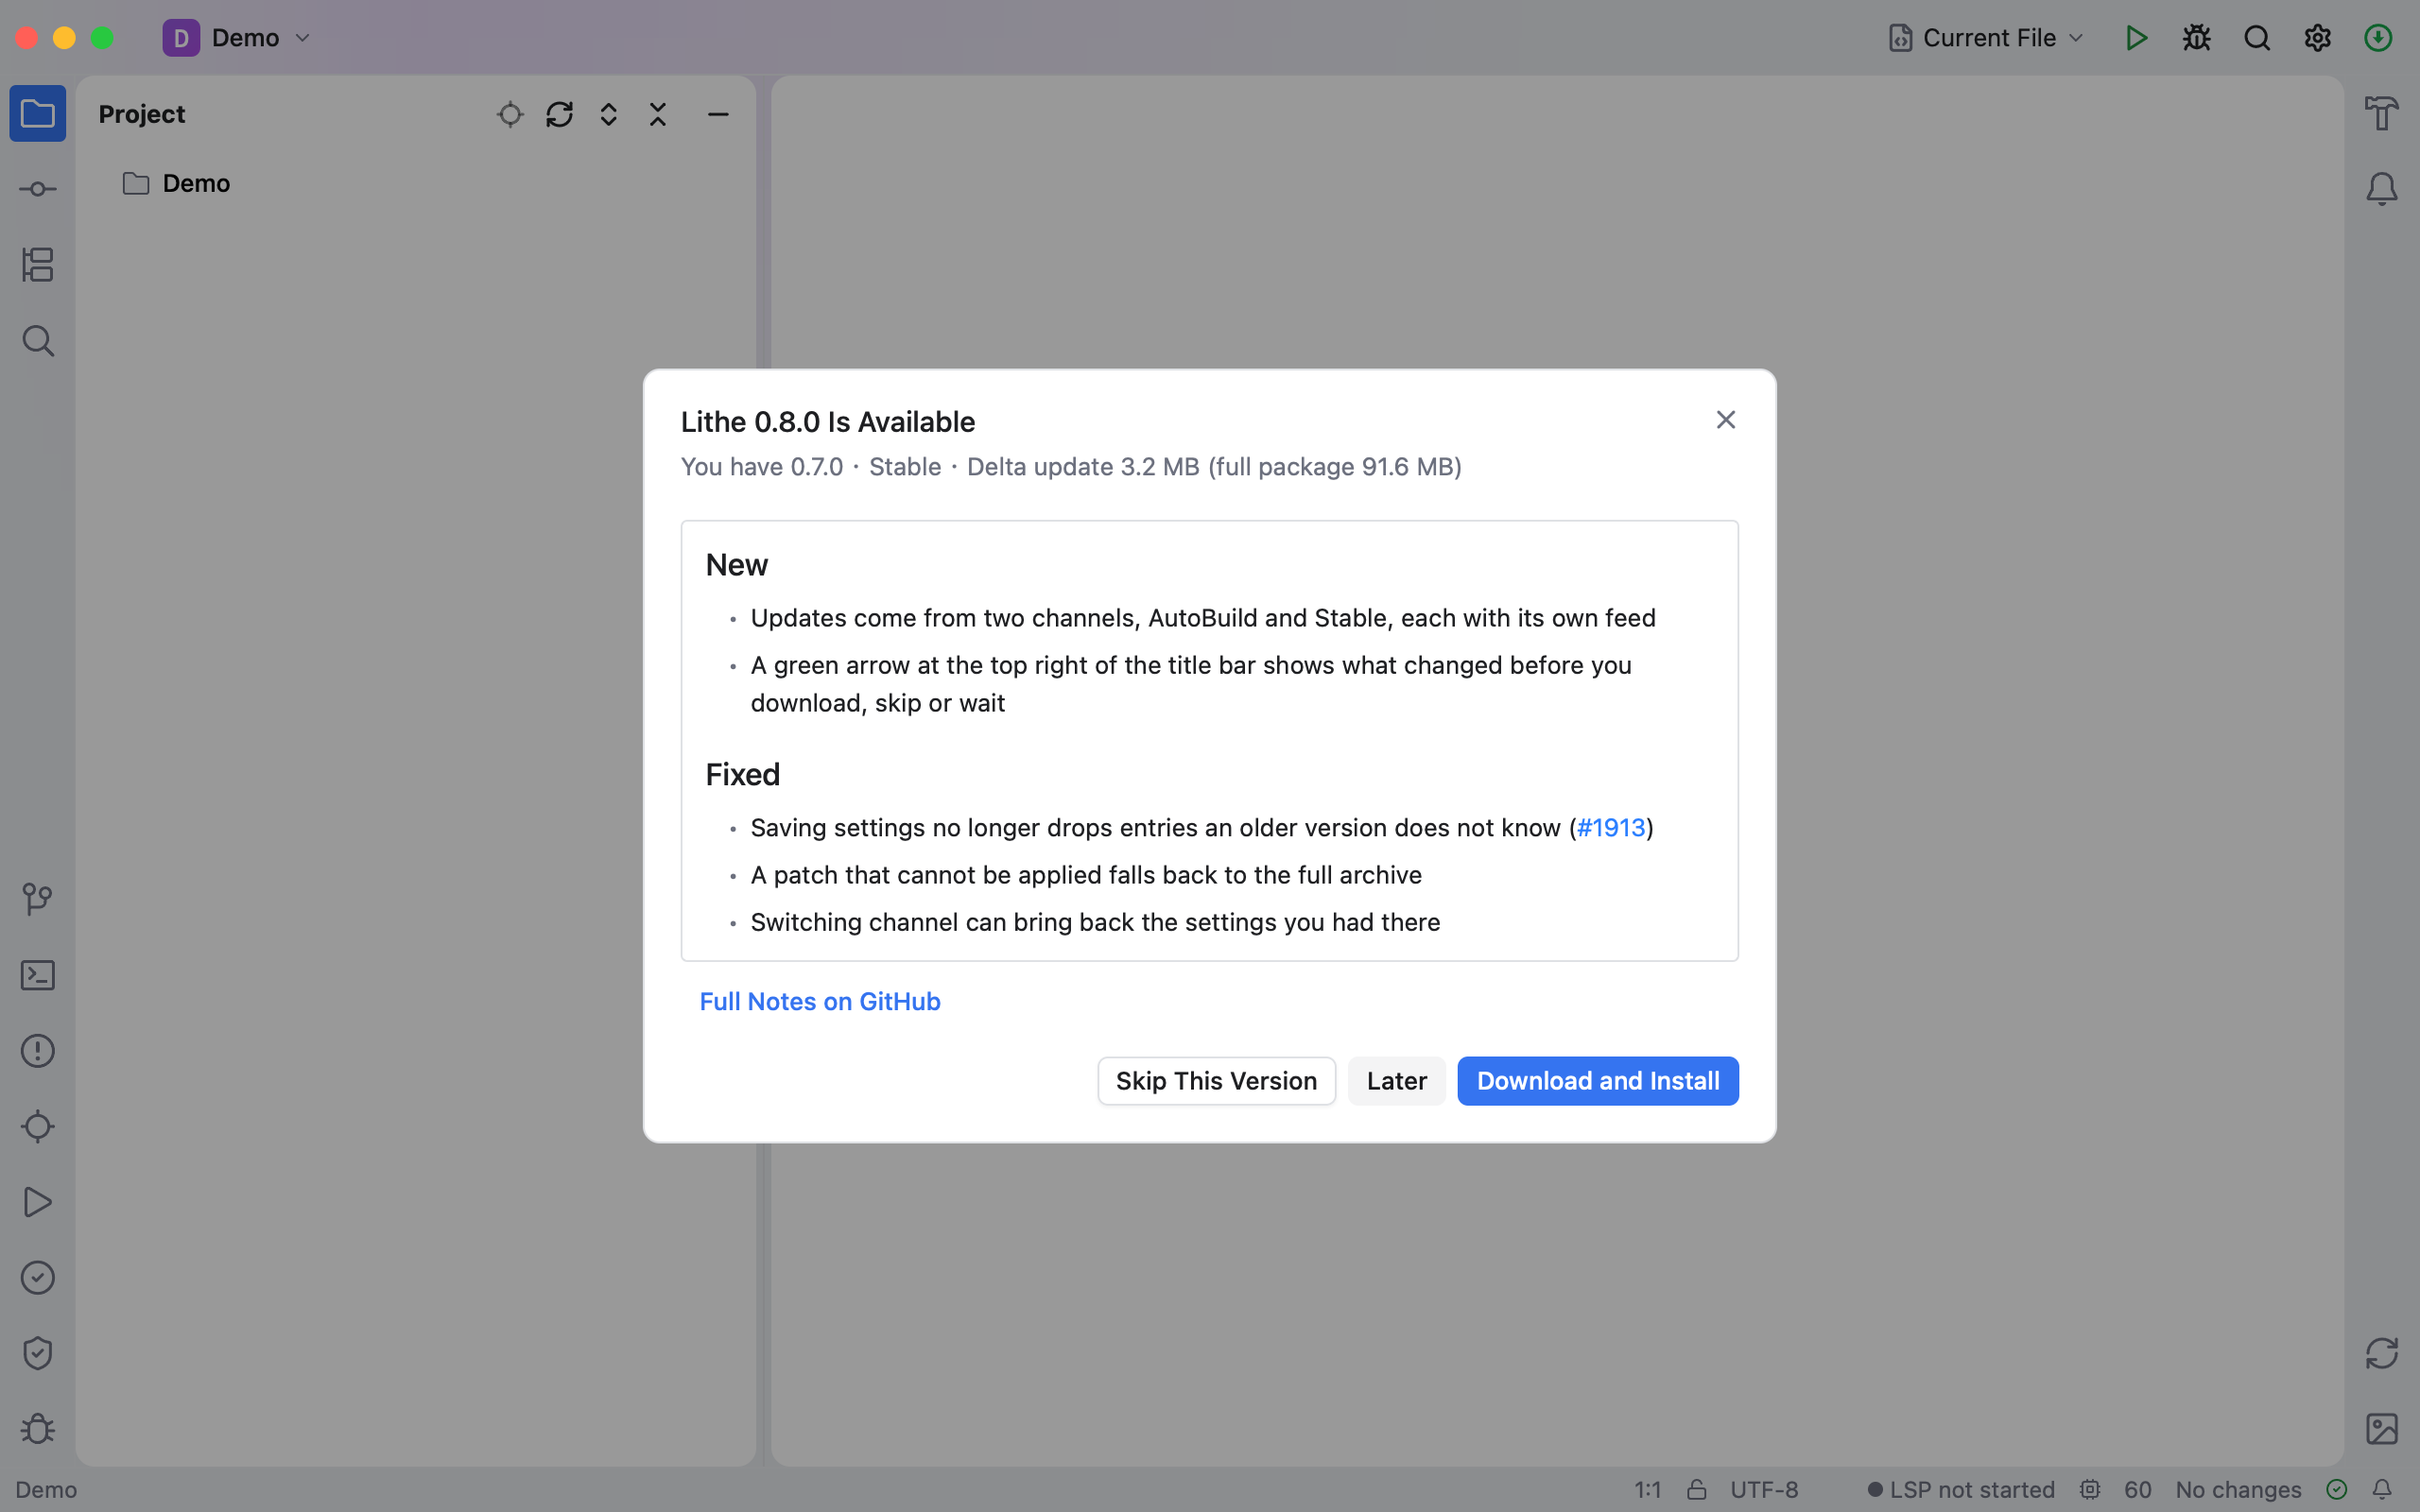 D Demo
Current File
Project
Demo
Lithe 0.8.0 Is Available
You have 0.7.0 · Stable · Delta update 3.2 MB (full package 91.6 MB)
New
• Updates come from two channels, AutoBuild and Stable, each with its own feed
• A green arrow at the top right of the title bar shows what changed before you
download, skip or wait
Fixed
• Saving settings no longer drops entries an older version does not know (#1913)
• A patch that cannot be applied falls back to the full archive
• Switching channel can bring back the settings you had there
Full Notes on GitHub
Skip This Version Later Download and Install
Demo 1:1 UTF-8 LSP not started 60 No changes